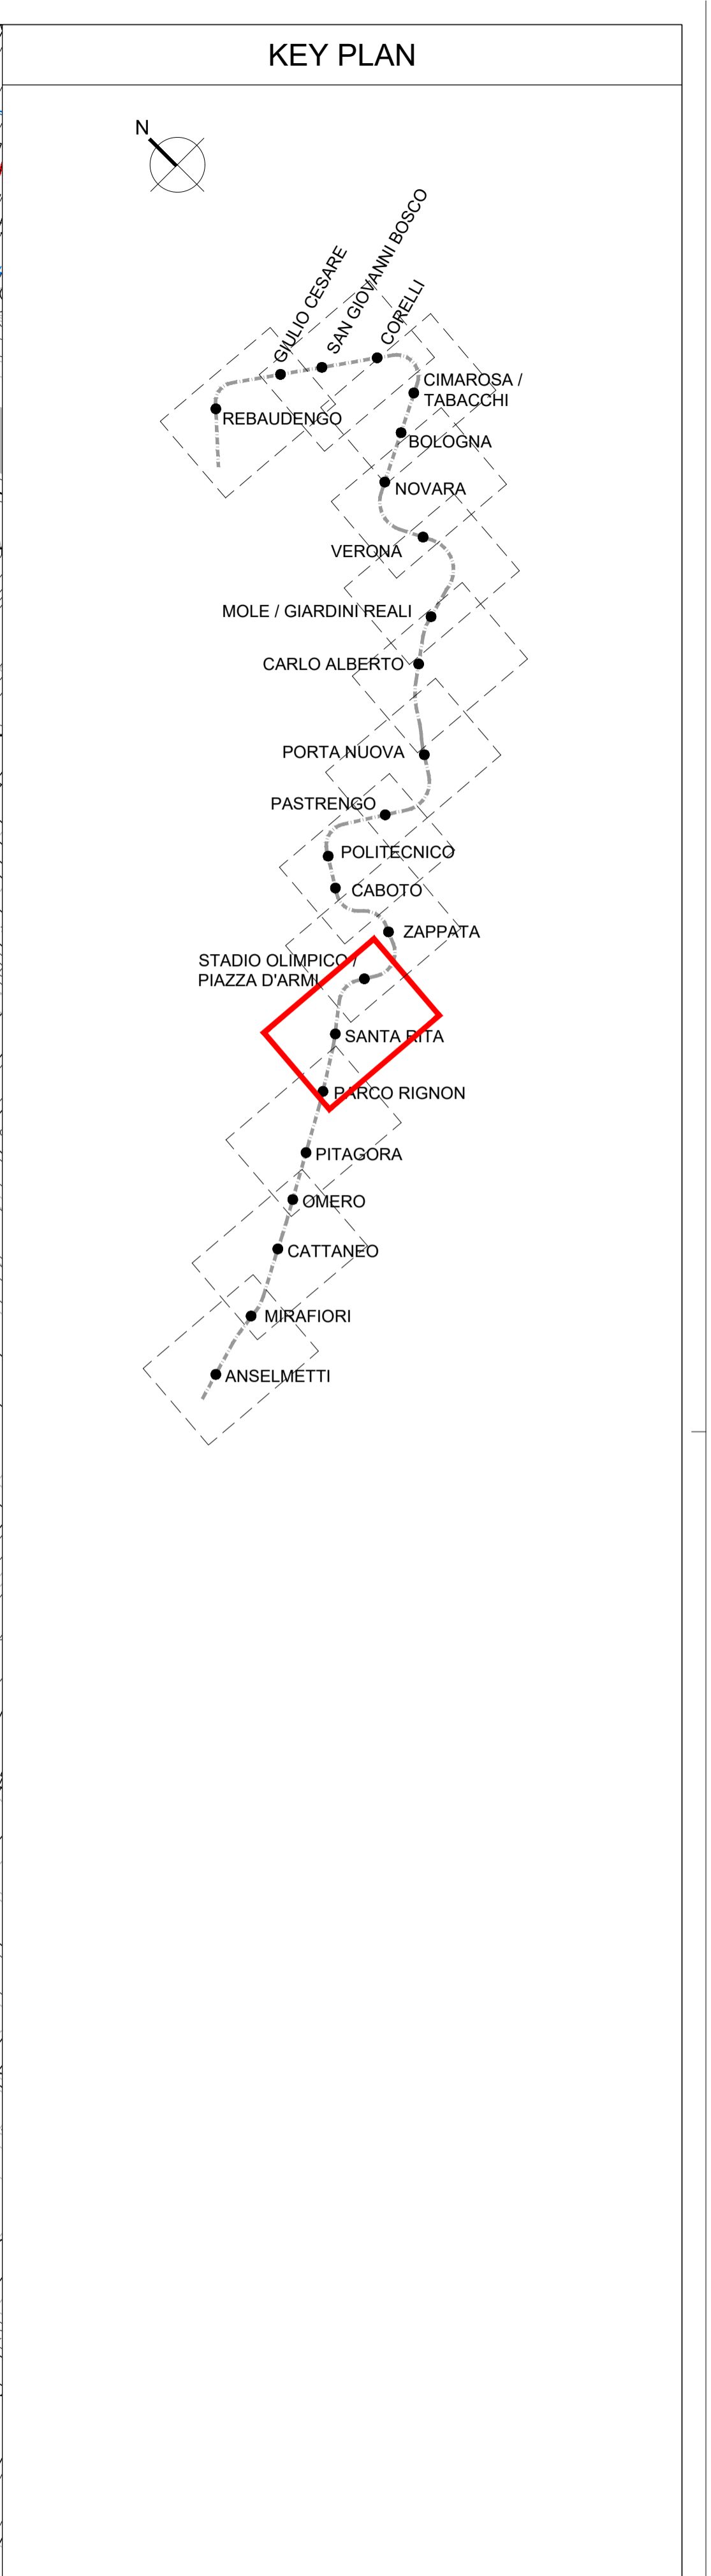 KEY PLAN
N
GIULIO CESARE
SAN GIOVANNI BOSCO
CORELLI
CIMAROSA /
TABACCHI
REBAUDENGO
BOLOGNA
NOVARA
VERONA
MOLE / GIARDINI REALI
CARLO ALBERTO
PORTA NUOVA
PASTRENGO
POLITECNICO
CABOTO
ZAPPATA
STADIO OLIMPICO /
PIAZZA D'ARMI
SANTA RITA
PARCO RIGNON
PITAGORA
OMERO
CATTANEO
MIRAFIORI
ANSELMETTI